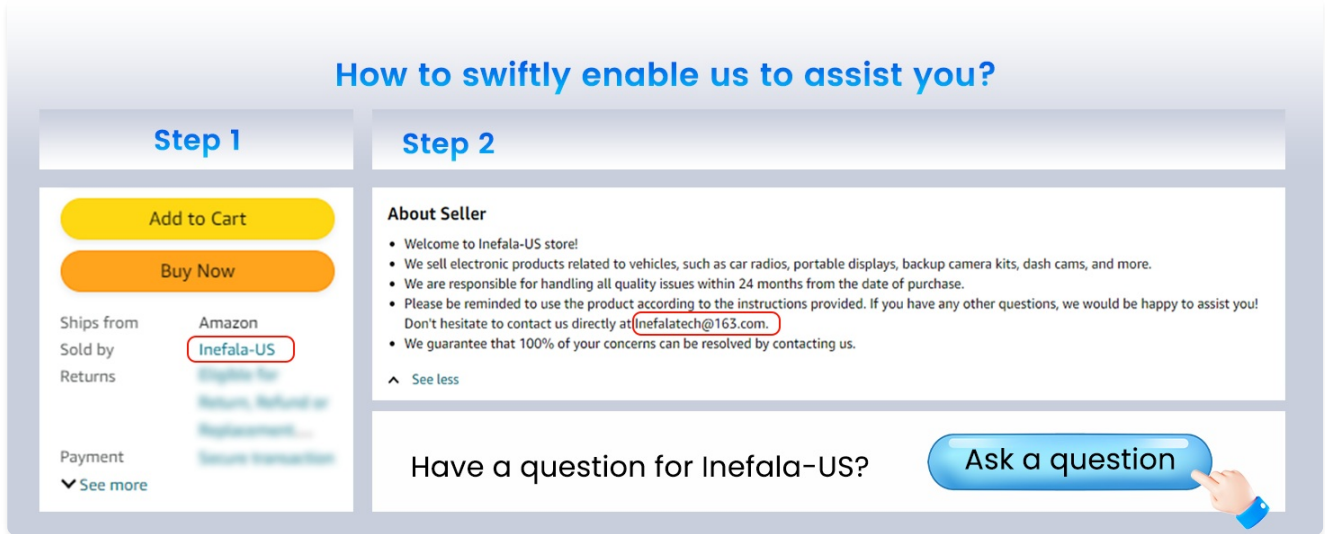 How to swiftly enable us to assist you?
Step 1
Add to Cart
Buy Now
Ships from Amazon
Sold by Inefala-US
Returns
Payment
See more
Step 2
About Seller
• Welcome to Inefala-US store!
• We sell electronic products related to vehicles, such as car radios, portable displays, backup camera kits, dash cams, and more.
• We are responsible for handling all quality issues within 24 months from the date of purchase.
• Please be reminded to use the product according to the instructions provided. If you have any other questions, we would be happy to assist you!
Don't hesitate to contact us directly at Inefalatech@163.com.
• We guarantee that 100% of your concerns can be resolved by contacting us.
See less
Have a question for Inefala-US?
Ask a question